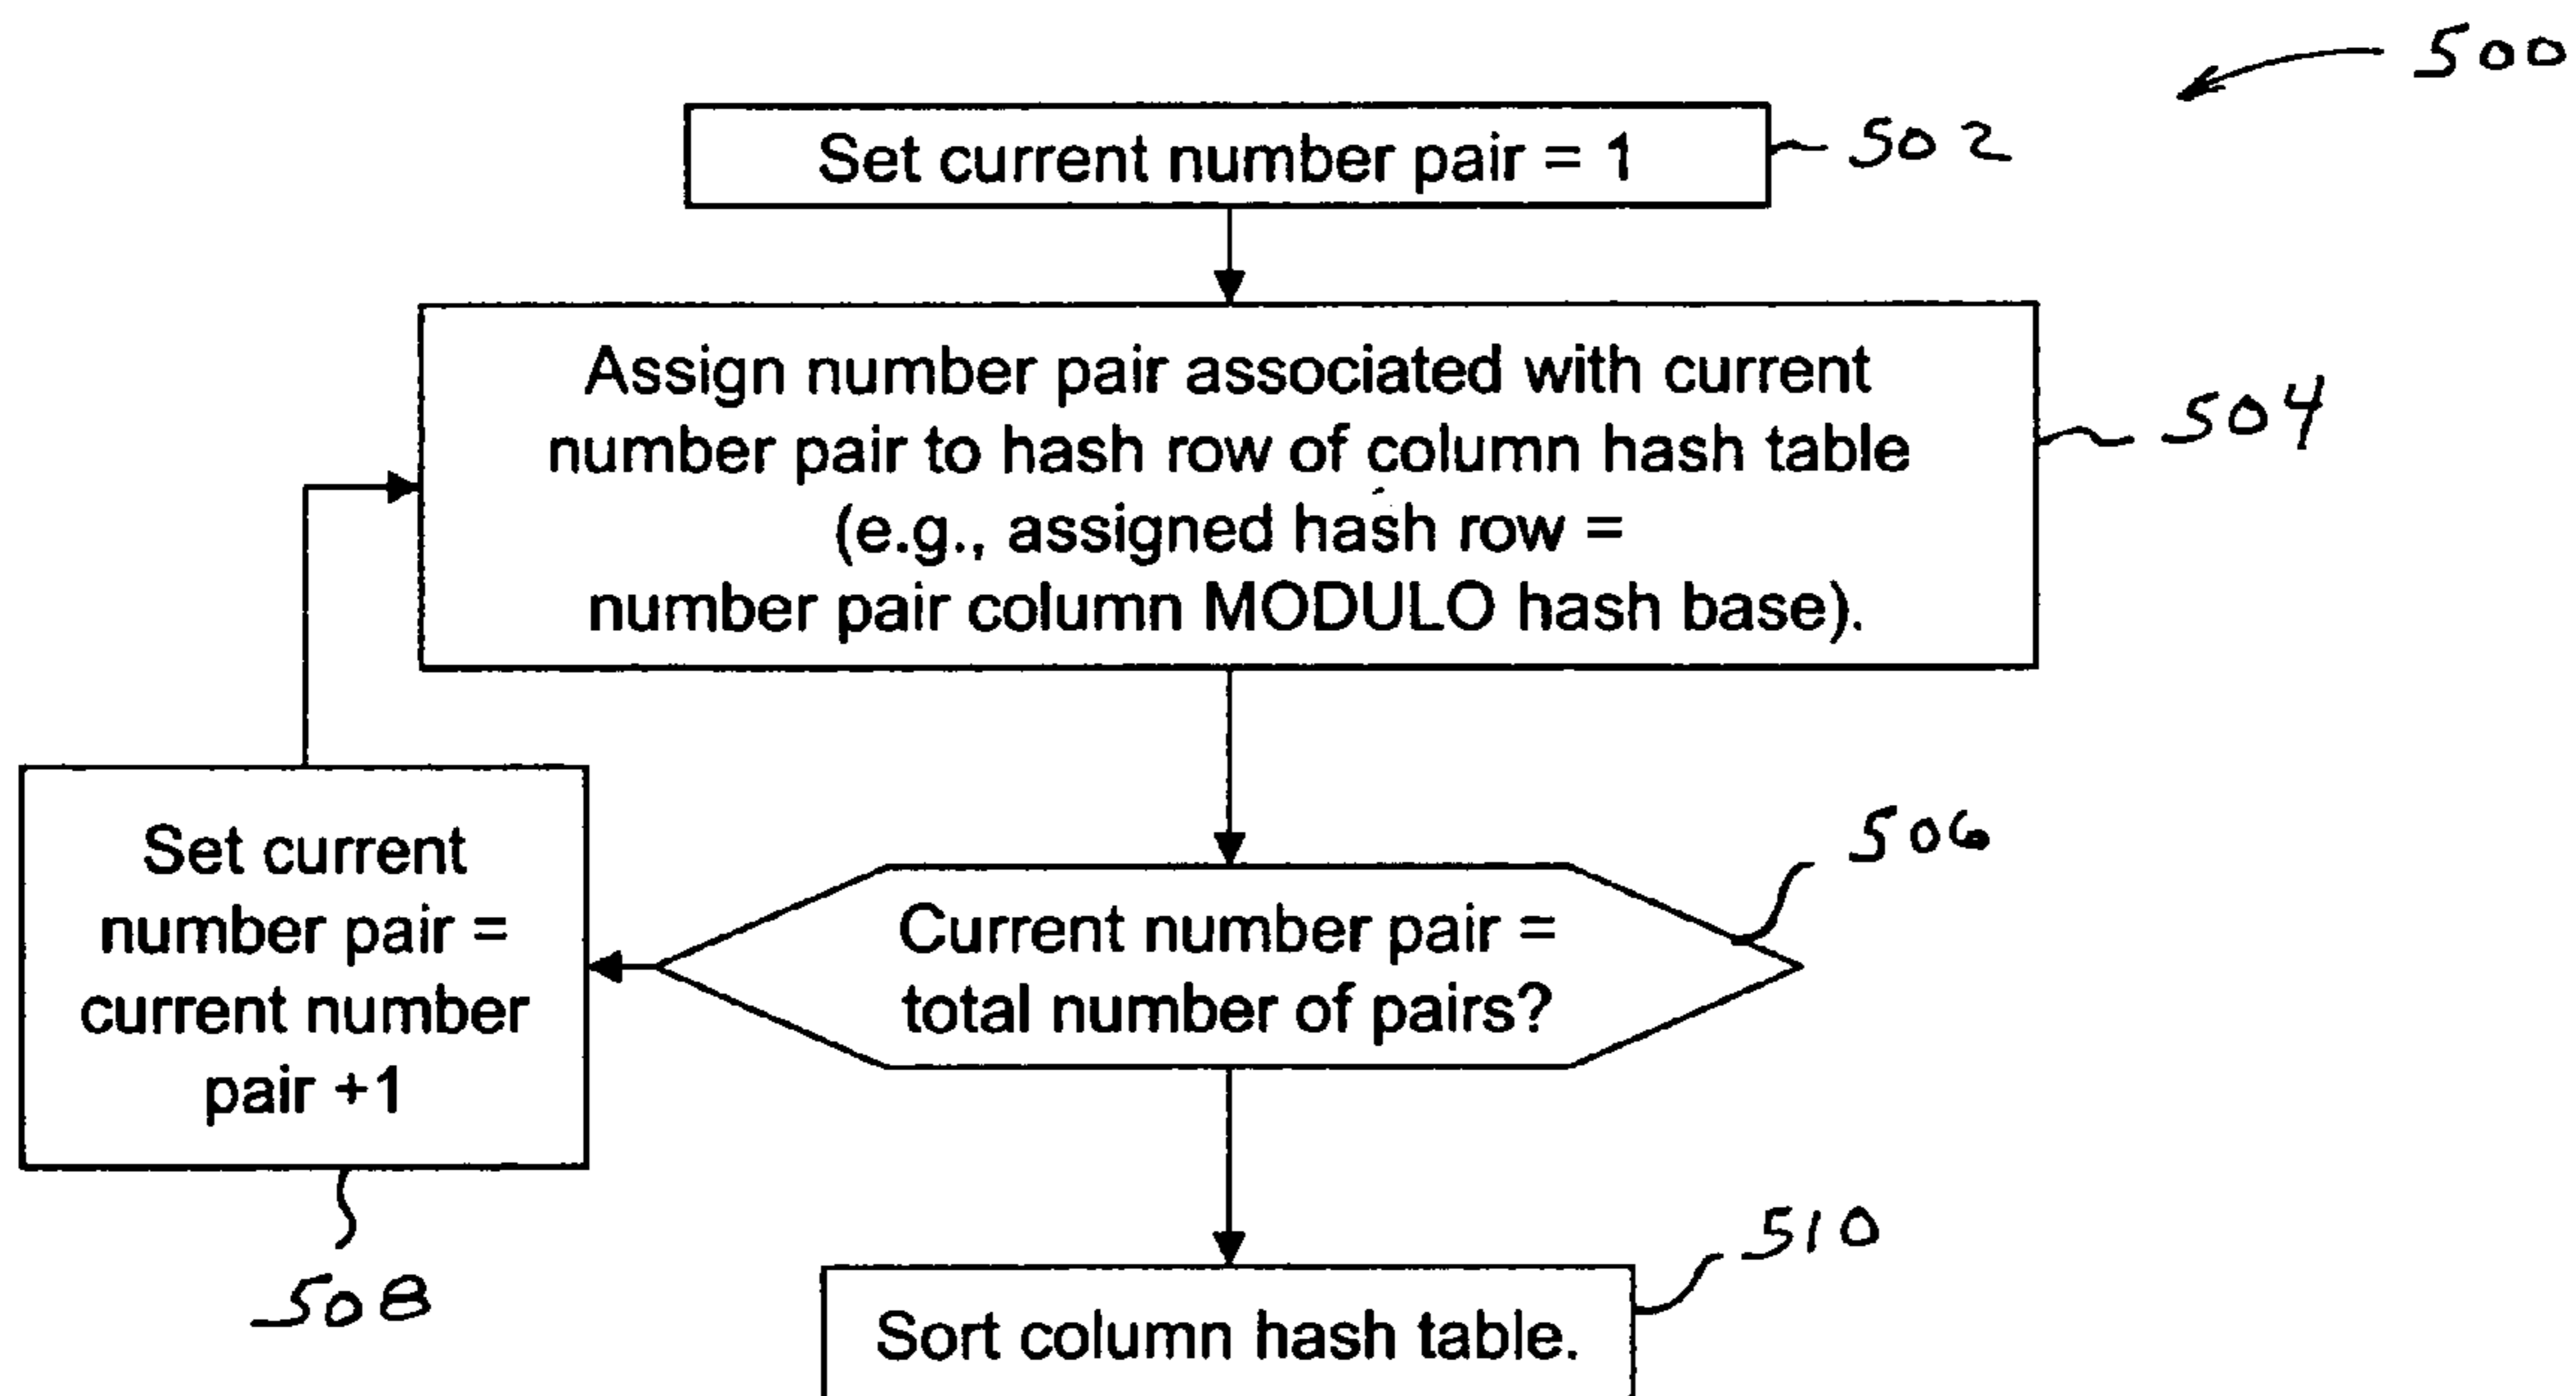 500
Set current number pair = 1
502
Assign number pair associated with current
number pair to hash row of column hash table
(e.g., assigned hash row =
number pair column MODULO hash base).
504
Set current
number pair =
current number
pair +1
508
Current number pair =
total number of pairs?
506
Sort column hash table.
510